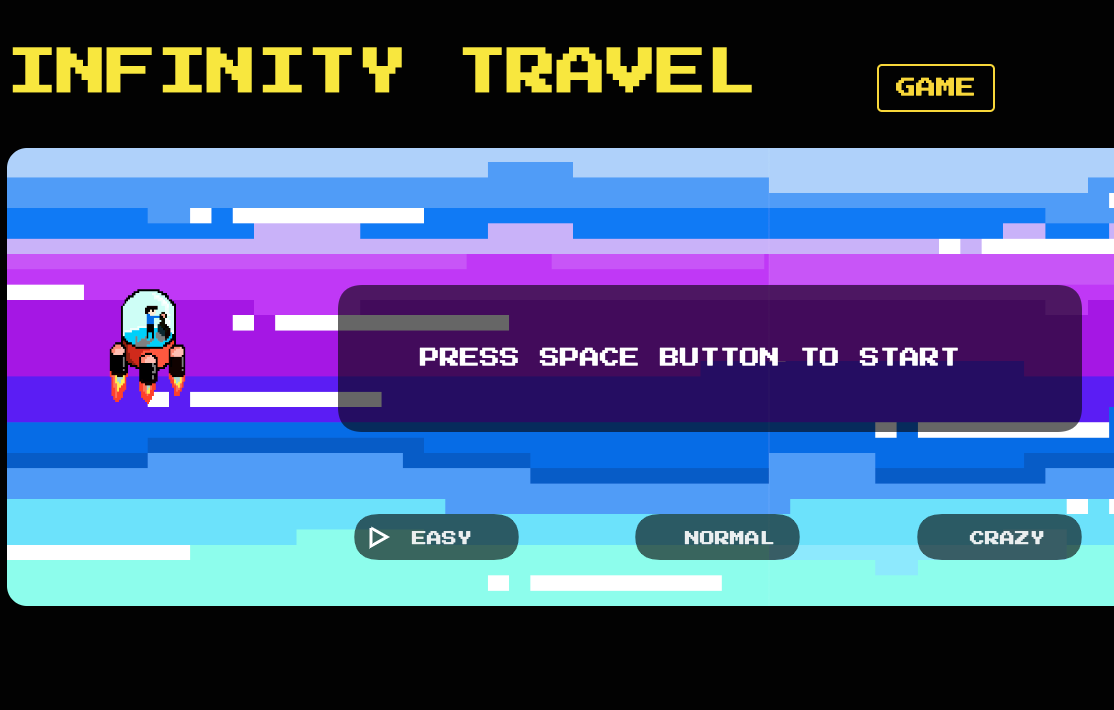 INFINITY TRAVEL
GAME
PRESS SPACE BUTTON TO START
EASY
NORMAL
CRAZY